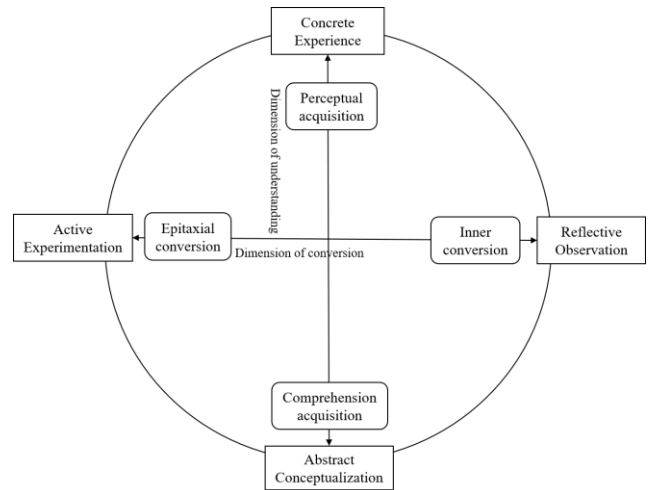 Concrete
Experience
Perceptual
acquisition
Dimension of understanding
Active
Experimentation
Epitaxial
conversion
Dimension of conversion
Inner
conversion
Reflective
Observation
Comprehension
acquisition
Abstract
Conceptualization